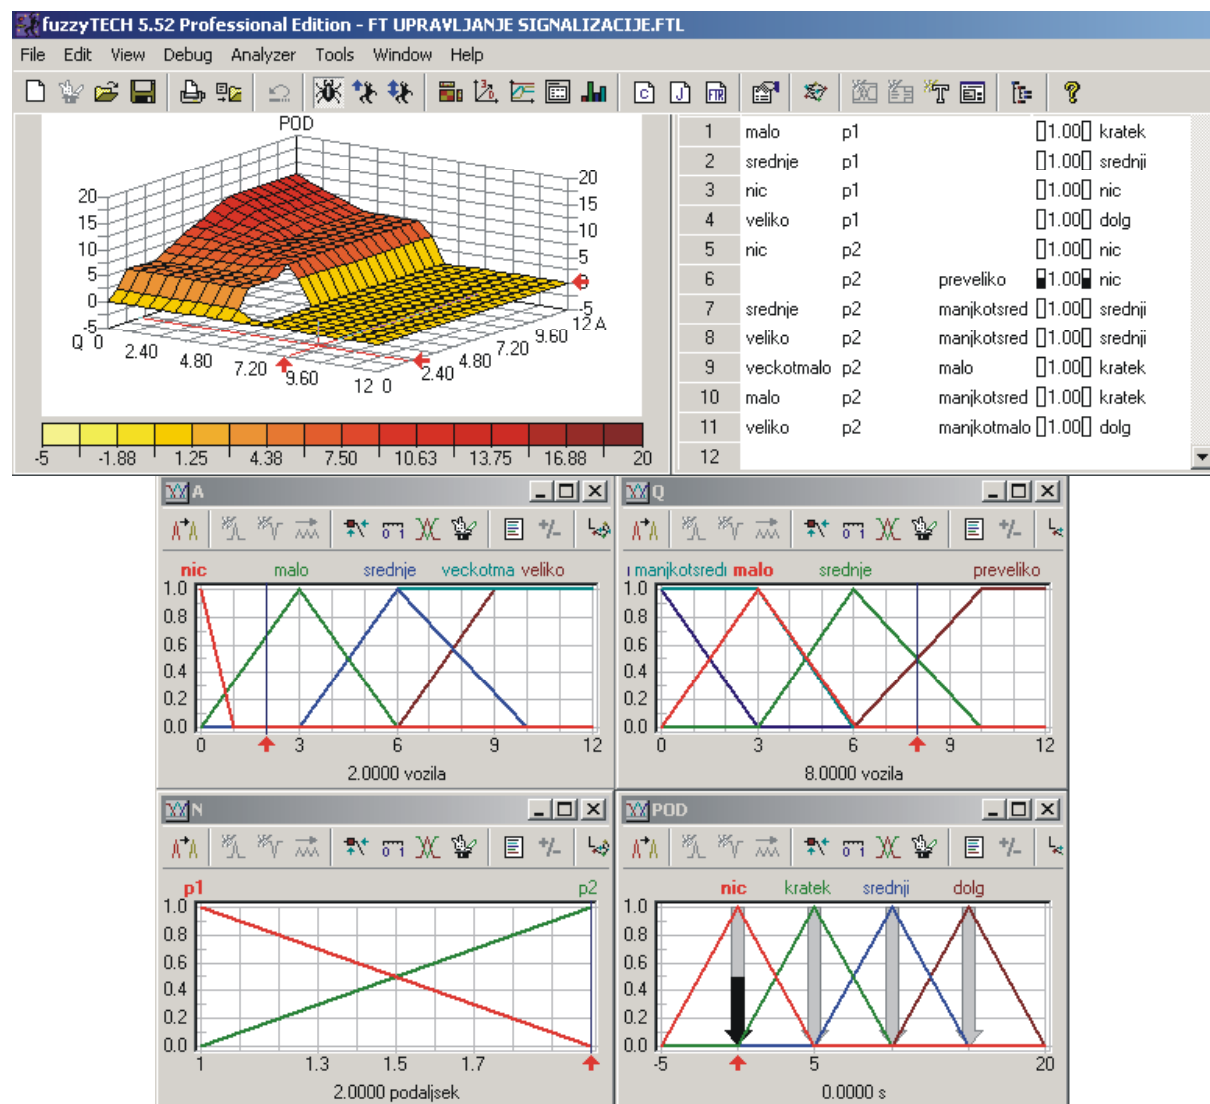 fuzzyTECH 5.52 Professional Edition - FT UPRAVLJANJE SIGNALIZACIJE.FTL
File Edit View Debug Analyzer Tools Window Help
POD
20
15
10
5
0
-5
20
15
10
5
0
-5
Q 0 2.40 4.80 7.20 9.60 12
0 2.40 4.80 7.20 9.60 12 A
-5 -1.88 1.25 4.38 7.50 10.63 13.75 16.88 20
1 malo p1 1.00 kratek
2 srednje p1 1.00 srednji
3 nic p1 1.00 nic
4 veliko p1 1.00 dolg
5 nic p2 1.00 nic
6 p2 preveliko 1.00 nic
7 srednje p2 manjkotsred 1.00 srednji
8 veliko p2 manjkotsred 1.00 srednji
9 veckotmalo p2 malo 1.00 kratek
10 malo p2 manjkotsred 1.00 kratek
11 veliko p2 manjkotmalo 1.00 dolg
12
A
nic malo srednje veckotma veliko
1.0
0.8
0.6
0.4
0.2
0.0
0 3 6 9 12
2.0000 vozila
Q
manjkotsredi malo srednje preveliko
1.0
0.8
0.6
0.4
0.2
0.0
0 3 6 9 12
8.0000 vozila
N
p1 p2
1.0
0.8
0.6
0.4
0.2
0.0
1 1.3 1.5 1.7
2.0000 podaljsek
POD
nic kratek srednji dolg
1.0
0.8
0.6
0.4
0.2
0.0
-5 5 20
0.0000 s